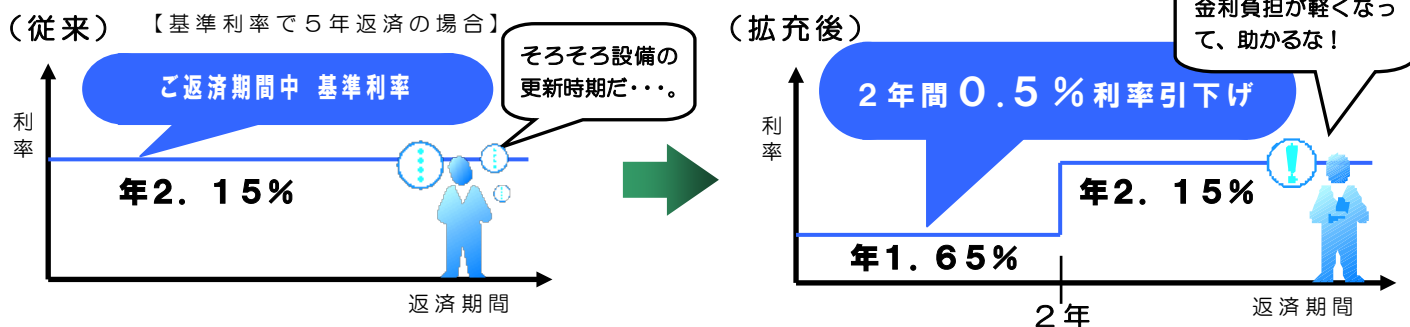 （従来） 【基準利率で５年返済の場合】
そろそろ設備の
更新時期だ・・・。
ご返済期間中 基準利率
利率
年2. 15%
返済期間
（拡充後）
金利負担が軽くなっ
て、助かるな！
２年間０.５％利率引下げ
利率
年2. 15%
年1. 65%
２年
返済期間